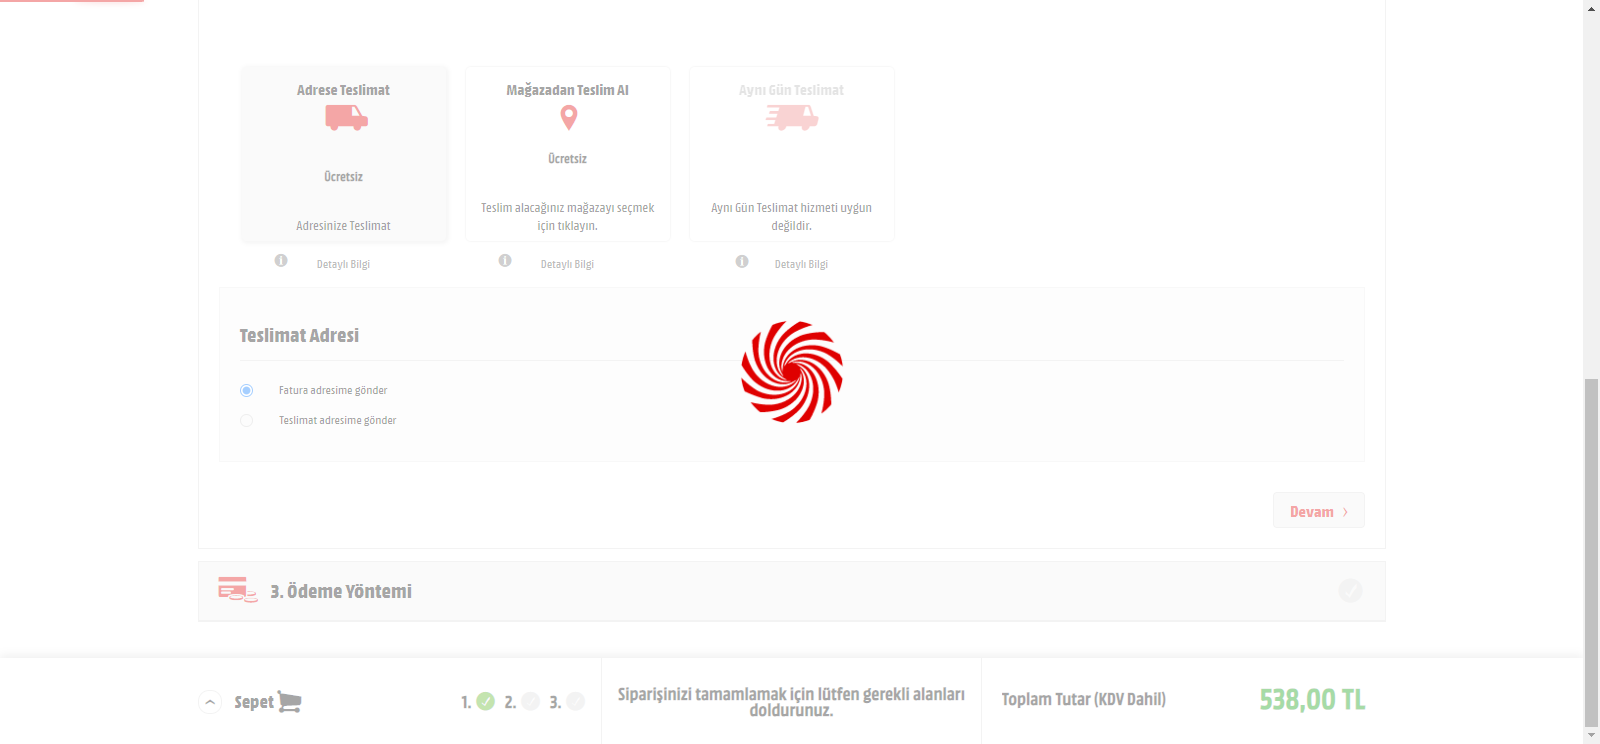 Adrese Teslimat
Ücretsiz
Adresinize Teslimat
Detaylı Bilgi
Mağazadan Teslim Al
Ücretsiz
Teslim alacağınız mağazayı seçmek
için tıklayın.
Detaylı Bilgi
Aynı Gün Teslimat
Aynı Gün Teslimat hizmeti uygun
değildir.
Detaylı Bilgi
Teslimat Adresi
Fatura adresime gönder
Teslimat adresime gönder
Devam
3. Ödeme Yöntemi
Sepet
1. 2. 3.
Siparişinizi tamamlamak için lütfen gerekli alanları
doldurunuz.
Toplam Tutar (KDV Dahil)
538,00 TL